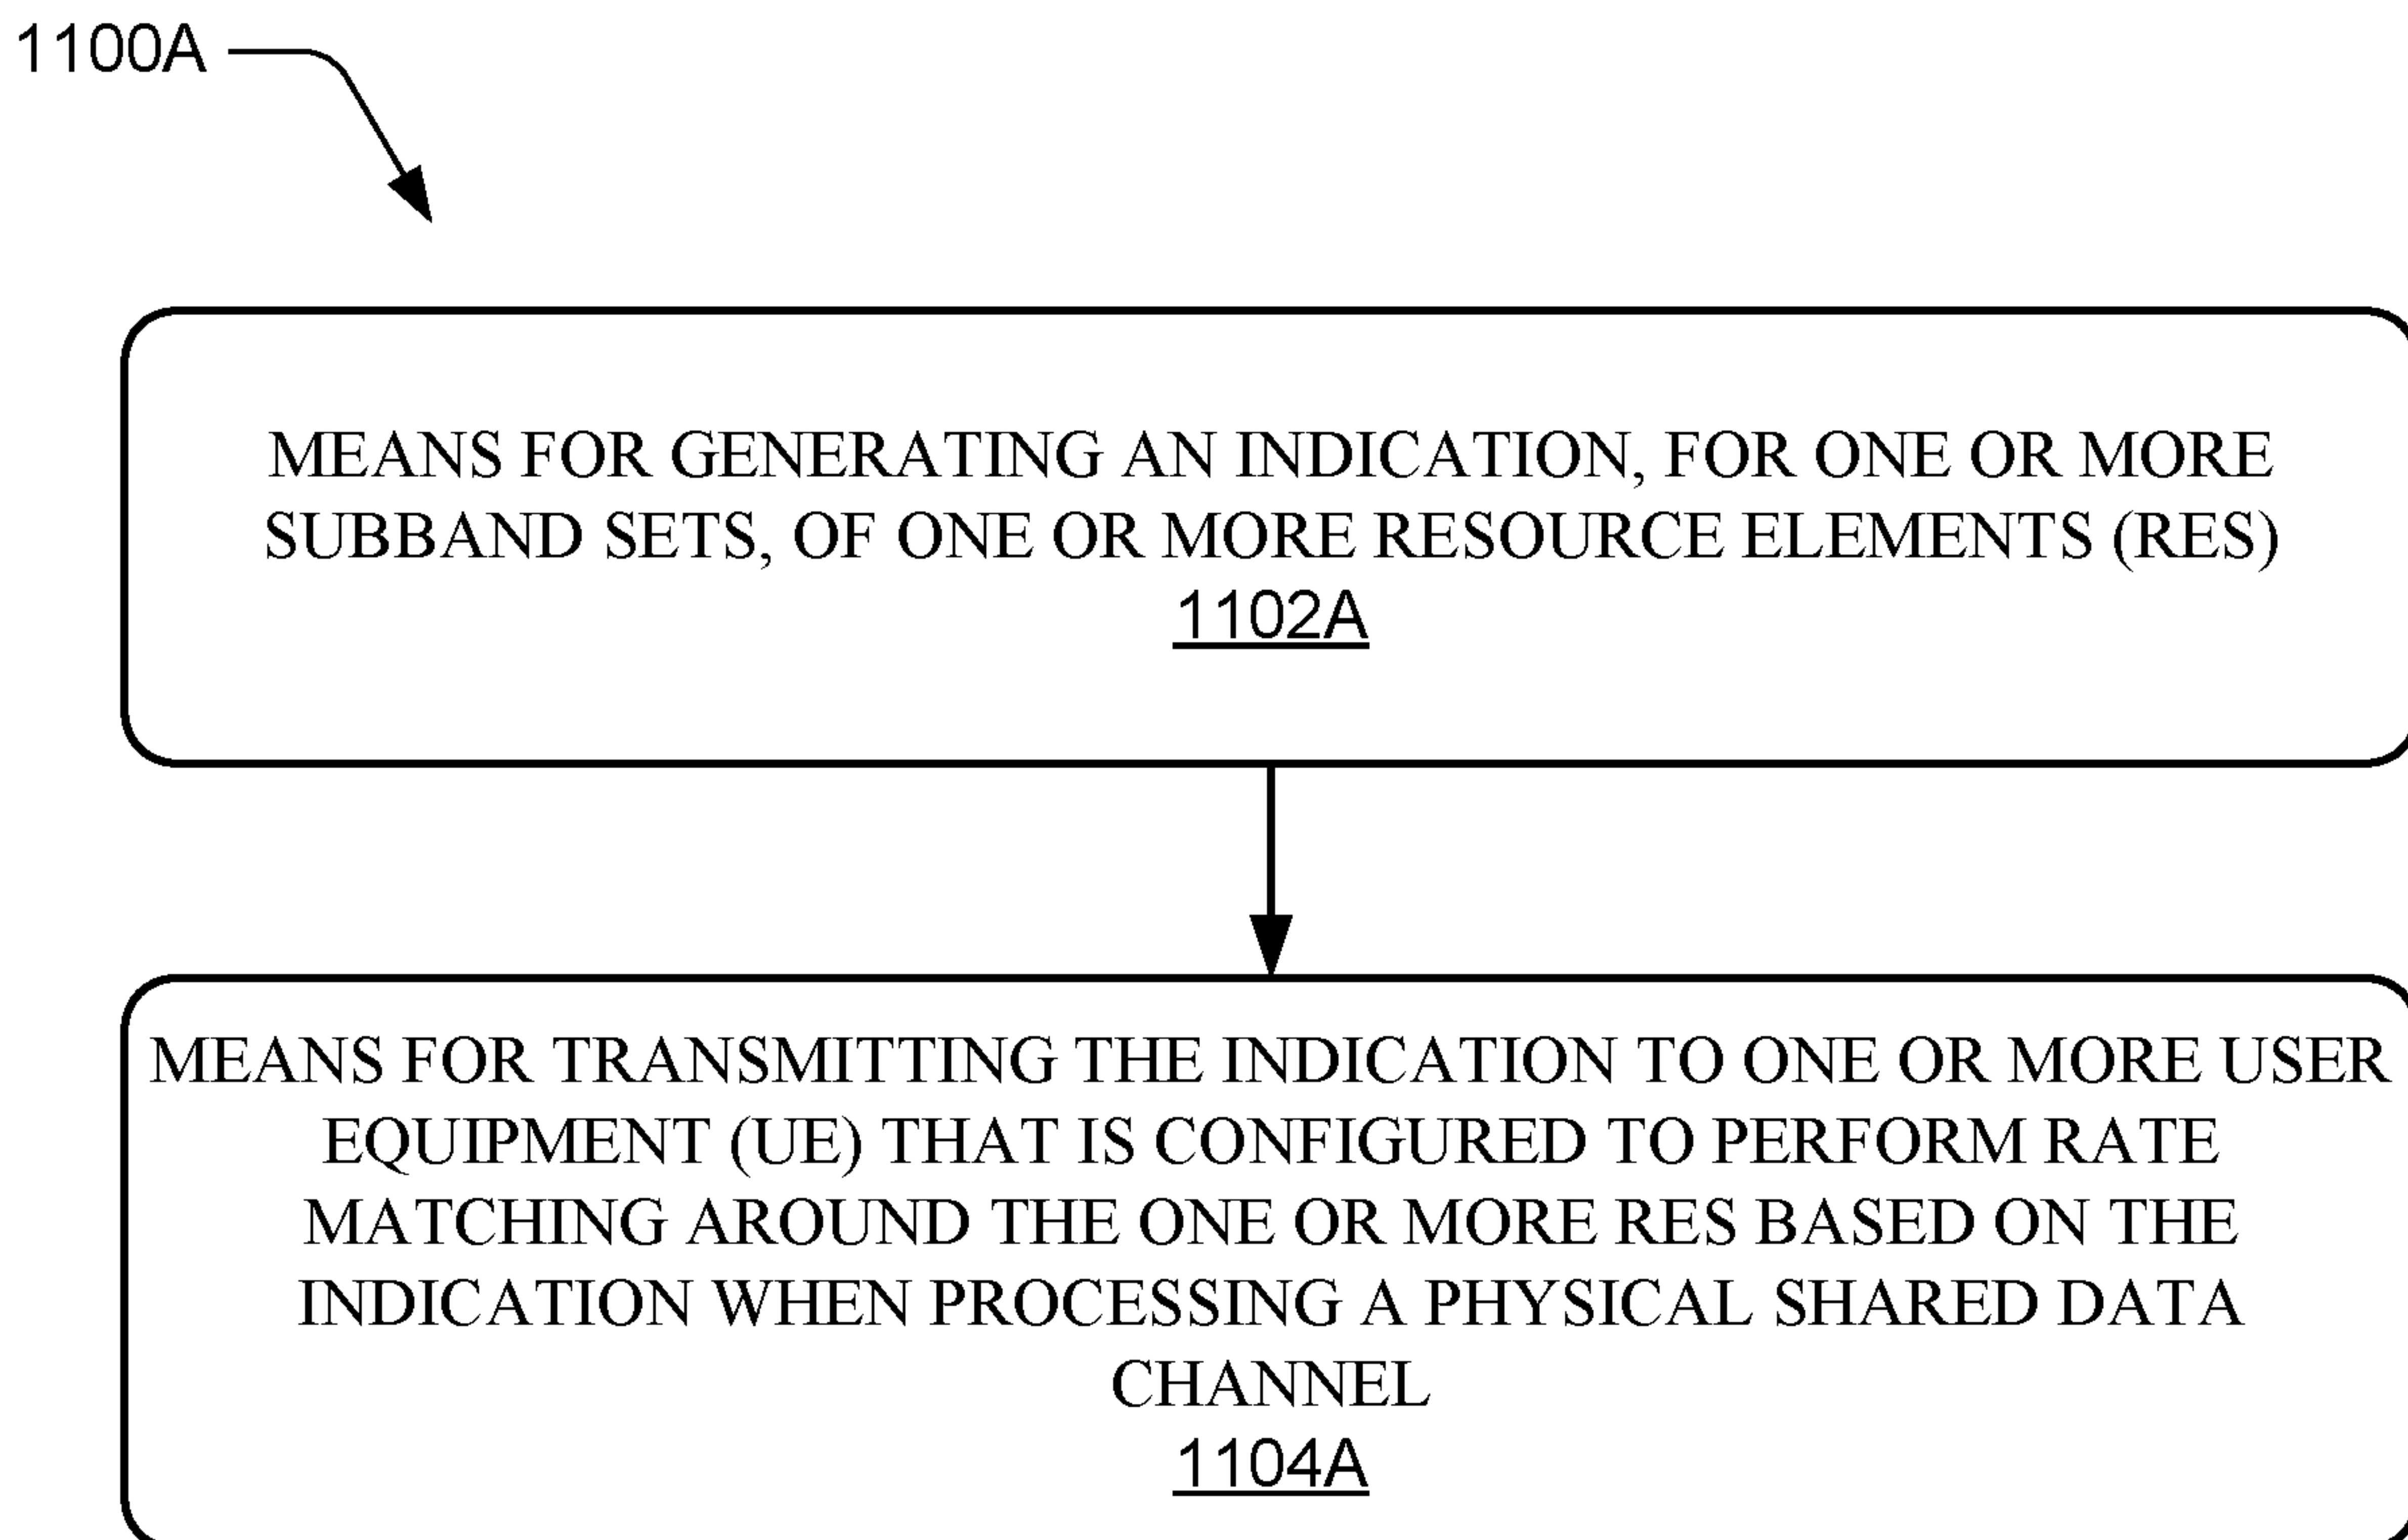 1100A
MEANS FOR GENERATING AN INDICATION, FOR ONE OR MORE
SUBBAND SETS, OF ONE OR MORE RESOURCE ELEMENTS (RES)
1102A
MEANS FOR TRANSMITTING THE INDICATION TO ONE OR MORE USER
EQUIPMENT (UE) THAT IS CONFIGURED TO PERFORM RATE
MATCHING AROUND THE ONE OR MORE RES BASED ON THE
INDICATION WHEN PROCESSING A PHYSICAL SHARED DATA
CHANNEL
1104A